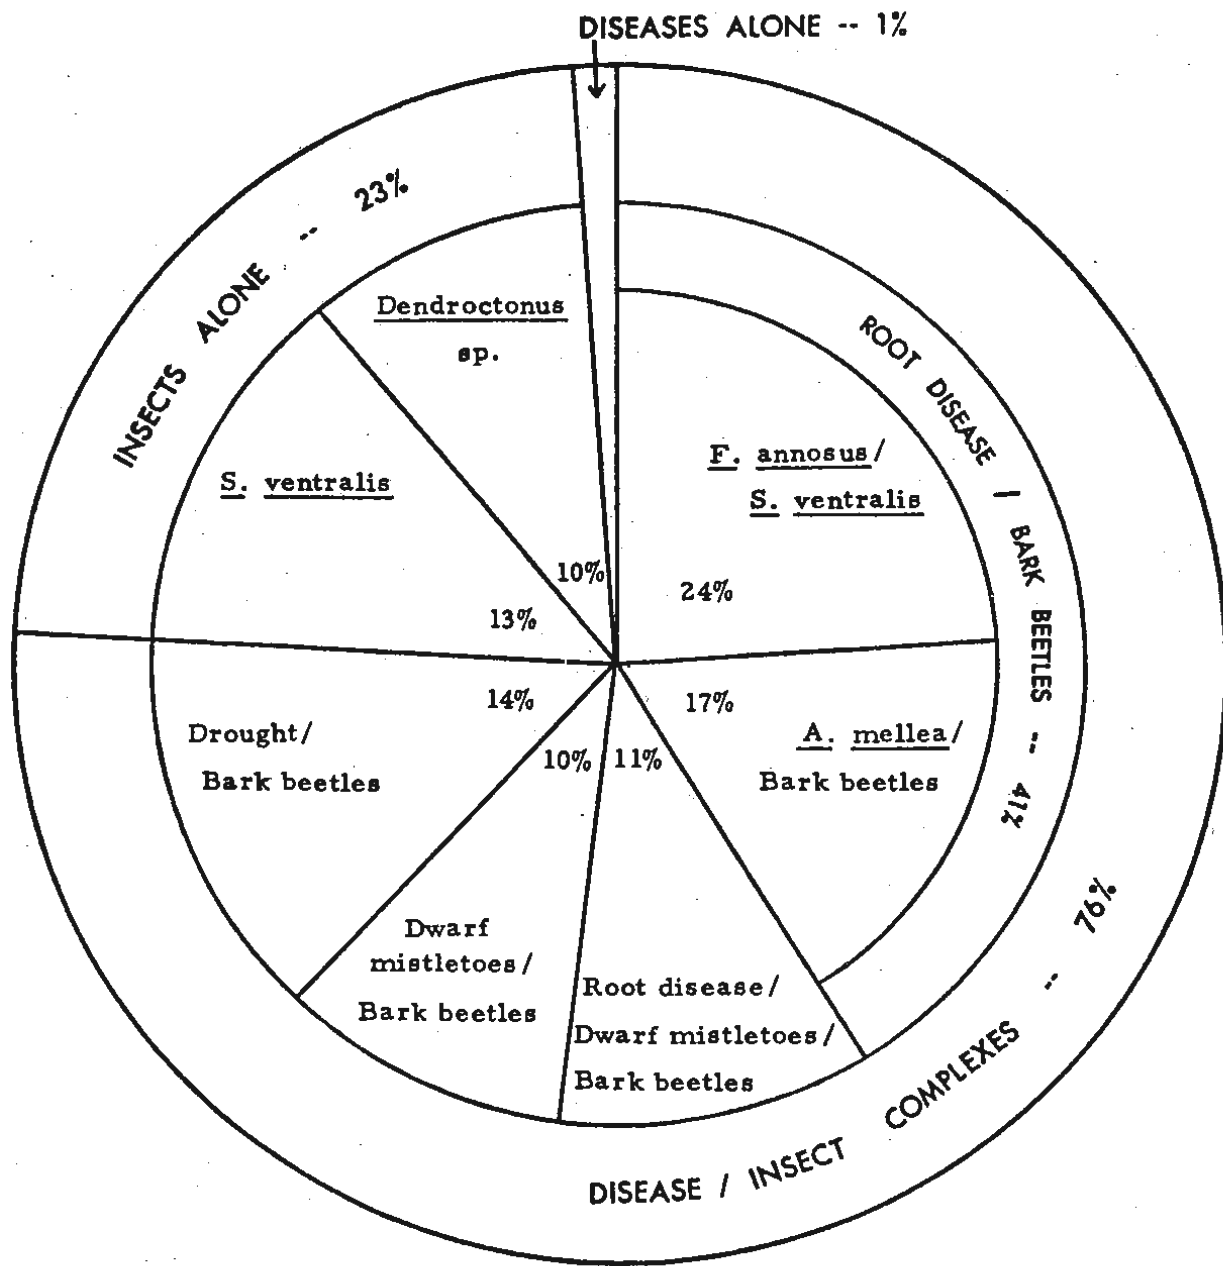 DISEASES ALONE -- 1%
INSECTS ALONE -- 23%
Dendroctonus
sp.
10%
S. ventralis
13%
F. annosus/
S. ventralis
24%
ROOT DISEASE / BARK BEETLES -- 41%
17%
A. mellea/
Bark beetles
14%
Drought/
Bark beetles
10%
Dwarf
mistletoes/
Bark beetles
11%
Root disease/
Dwarf mistletoes/
Bark beetles
DISEASE / INSECT COMPLEXES -- 76%